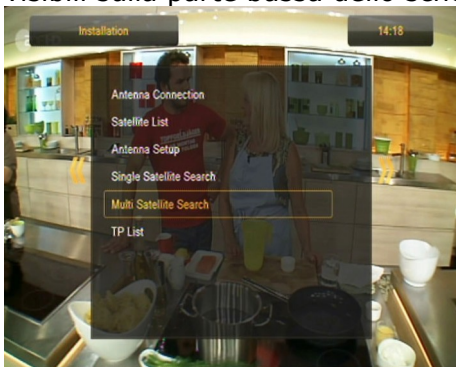 Installation
14:18
Antenna Connection
Satellite List
Antenna Setup
Single Satellite Search
Multi Satellite Search
TP List